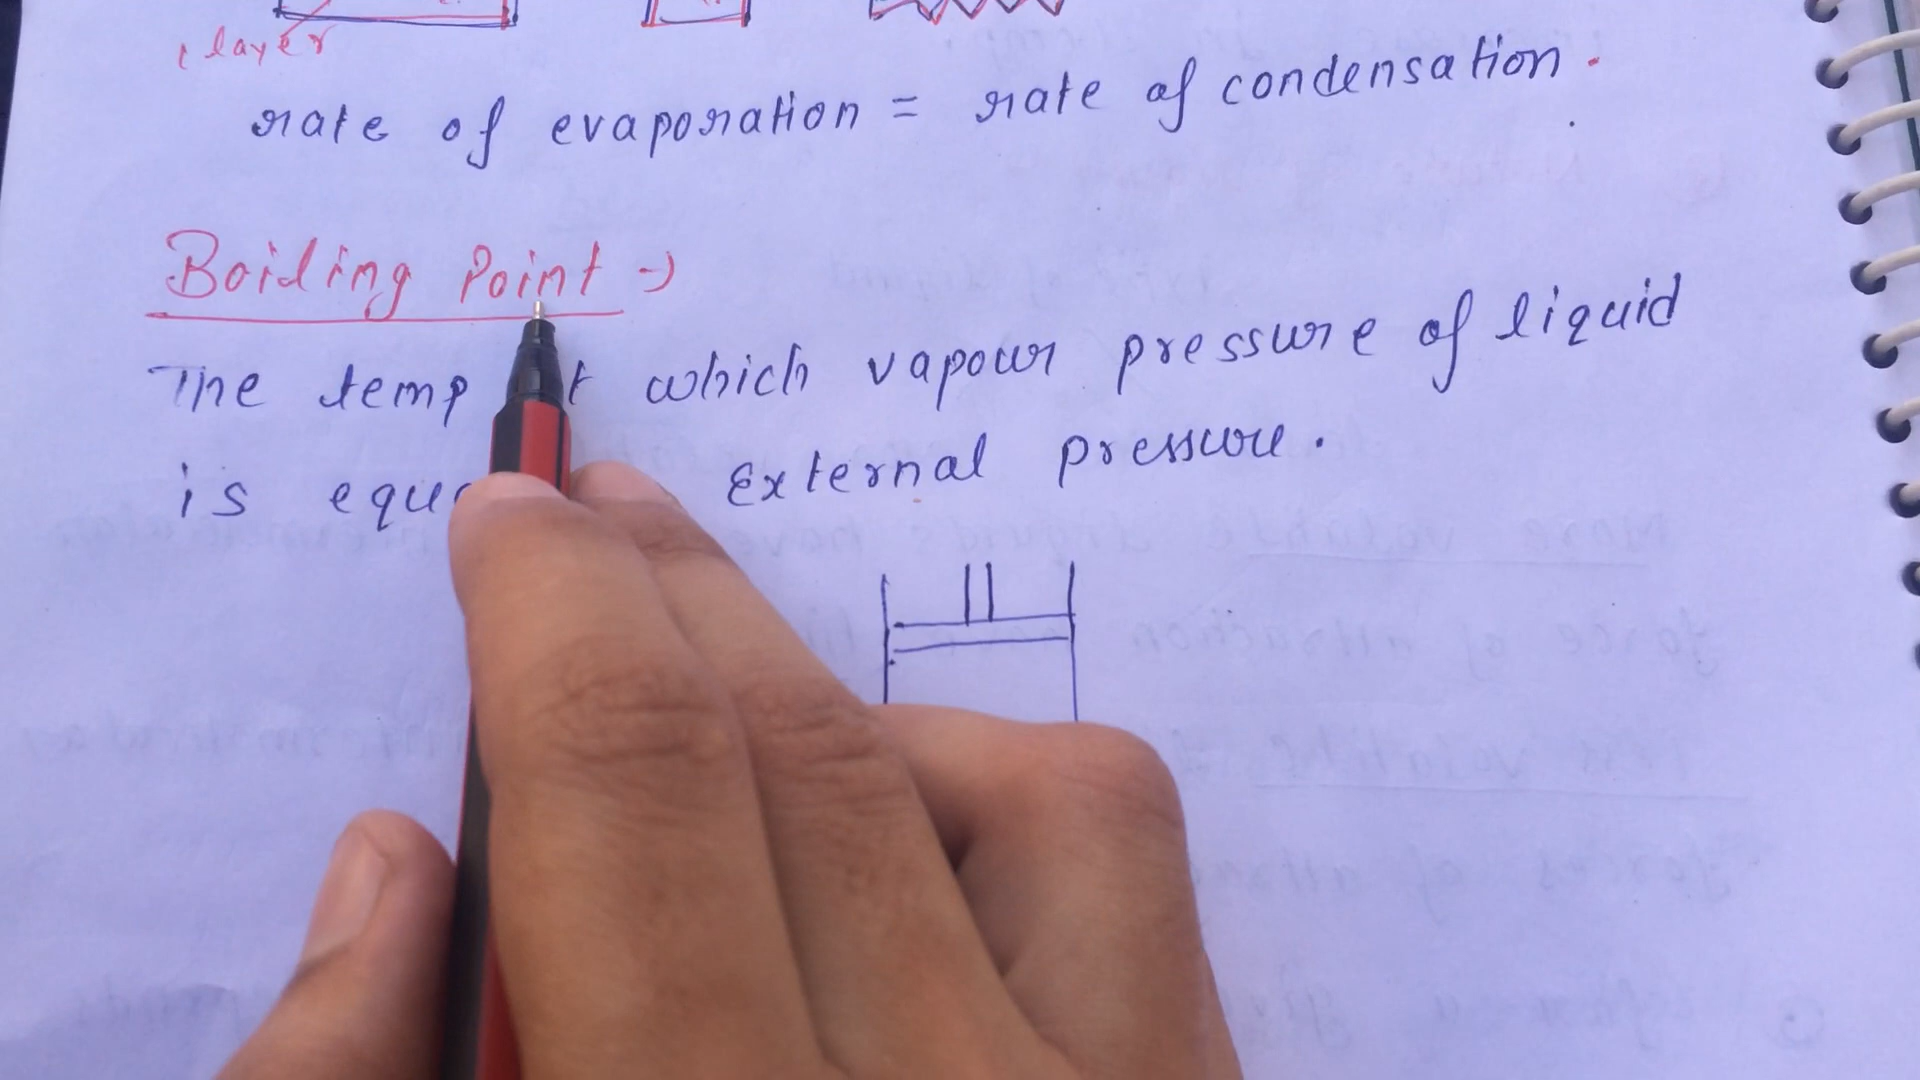 layer
rate of evaporation = rate of condensation.
Boiling Point →
The temp which vapour pressure of liquid
is External pressure.